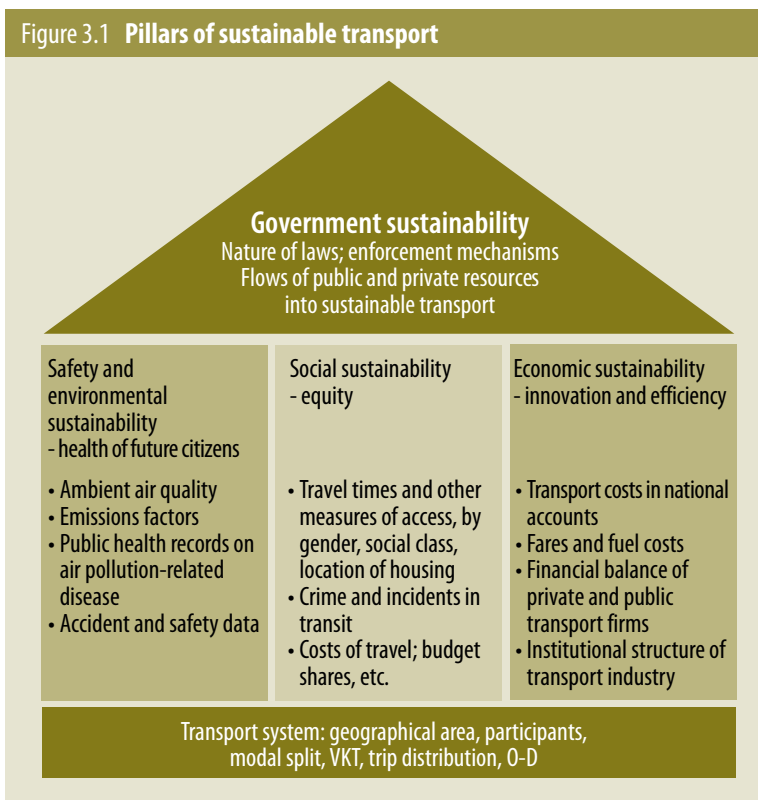 Figure 3.1 Pillars of sustainable transport
Government sustainability
Nature of laws; enforcement mechanisms
Flows of public and private resources
into sustainable transport
Safety and
environmental
sustainability
- health of future citizens
• Ambient air quality
• Emissions factors
• Public health records on
air pollution-related
disease
• Accident and safety data
Social sustainability
- equity
• Travel times and other
measures of access, by
gender, social class,
location of housing
• Crime and incidents in
transit
• Costs of travel; budget
shares, etc.
Economic sustainability
- innovation and efficiency
• Transport costs in national
accounts
• Fares and fuel costs
• Financial balance of
private and public
transport firms
• Institutional structure of
transport industry
Transport system: geographical area, participants,
modal split, VKT, trip distribution, O-D